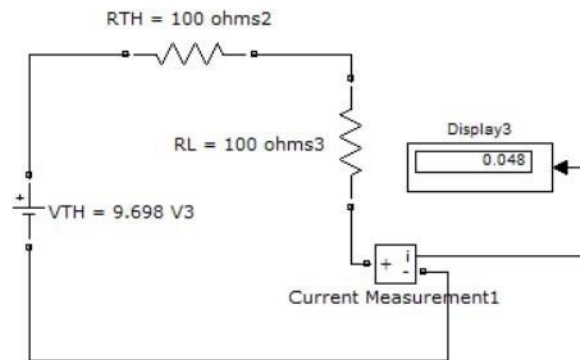 RTH = 100 ohms2
Display3
0.048
RL = 100 ohms3
+
VTH = 9.698 V3
+ i
-
Current Measurement1